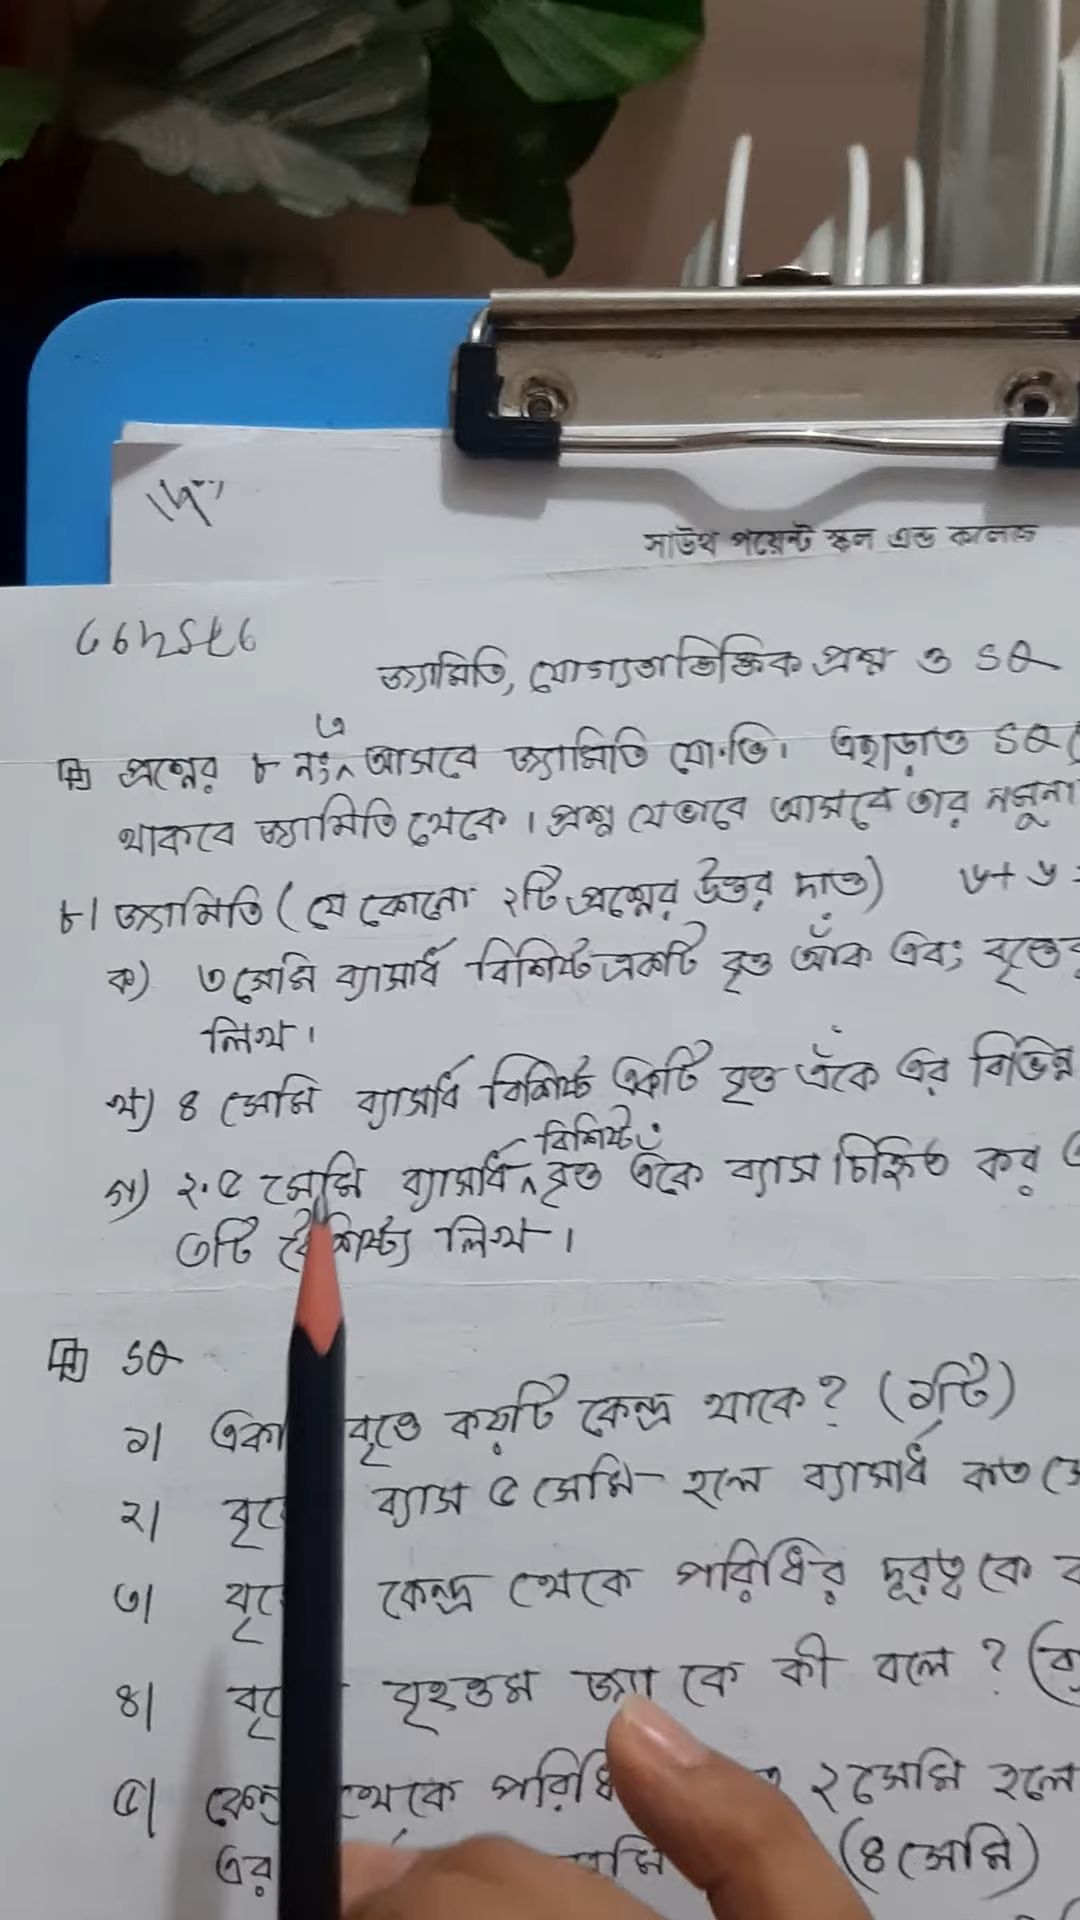 সাউথ পয়েন্ট স্কুল এন্ড কলেজ
জ্যামিতি, যোগ্যতাভিত্তিক প্রশ্ন ও SQ
প্রশ্নের ৮ নং এ আসবে জ্যামিতি যো.ভি। এছাড়াও SQ
থাকবে জ্যামিতি থেকে। প্রশ্ন যেভাবে আসবে তার নমুনা
৮। জ্যামিতি (যে কোনো ২টি প্রশ্নের উত্তর দাও)
ক) ৩ সেমি ব্যাসার্ধ বিশিষ্ট একটি বৃত্ত আঁক এবং বৃত্তের
লিখ।
খ) ৪ সেমি ব্যাসার্ধ বিশিষ্ট একটি বৃত্ত এঁকে এর বিভিন্ন
গ) ২.৫ সেমি ব্যাসার্ধ বিশিষ্ট বৃত্ত এঁকে ব্যাস চিহ্নিত কর
৩টি বৈশিষ্ট্য লিখ।
SQ
১। বৃত্তে কয়টি কেন্দ্র থাকে? (১টি)
২। ব্যাস ৫ সেমি হলে ব্যাসার্ধ কত
৩। কেন্দ্র থেকে পরিধির দূরত্বকে
৪। বৃহত্তম জ্যা কে কী বলে?
৫। থেকে ২ সেমি হলে
এর (৪ সেমি)